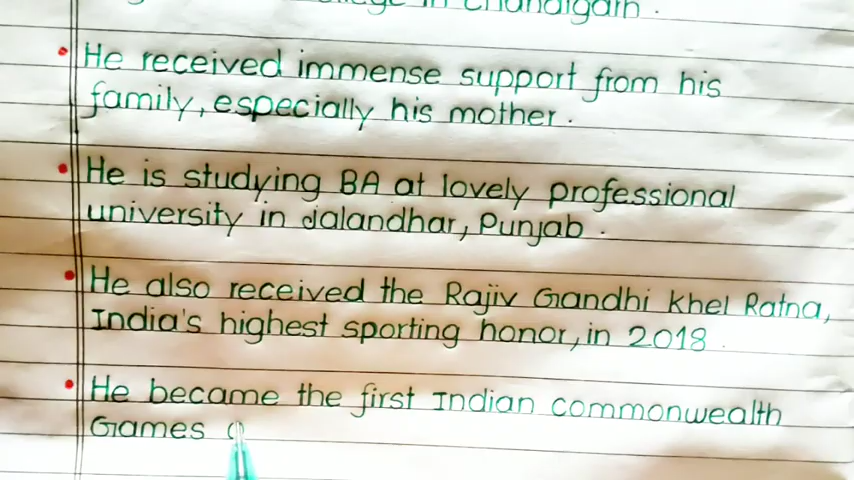 in Chandigarh.
He received immense support from his
family, especially his mother.
He is studying BA at lovely professional
university in Jalandhar, Punjab.
He also received the Rajiv Gandhi Khel Ratna,
India's highest sporting honor, in 2018.
He became the first Indian commonwealth
Games